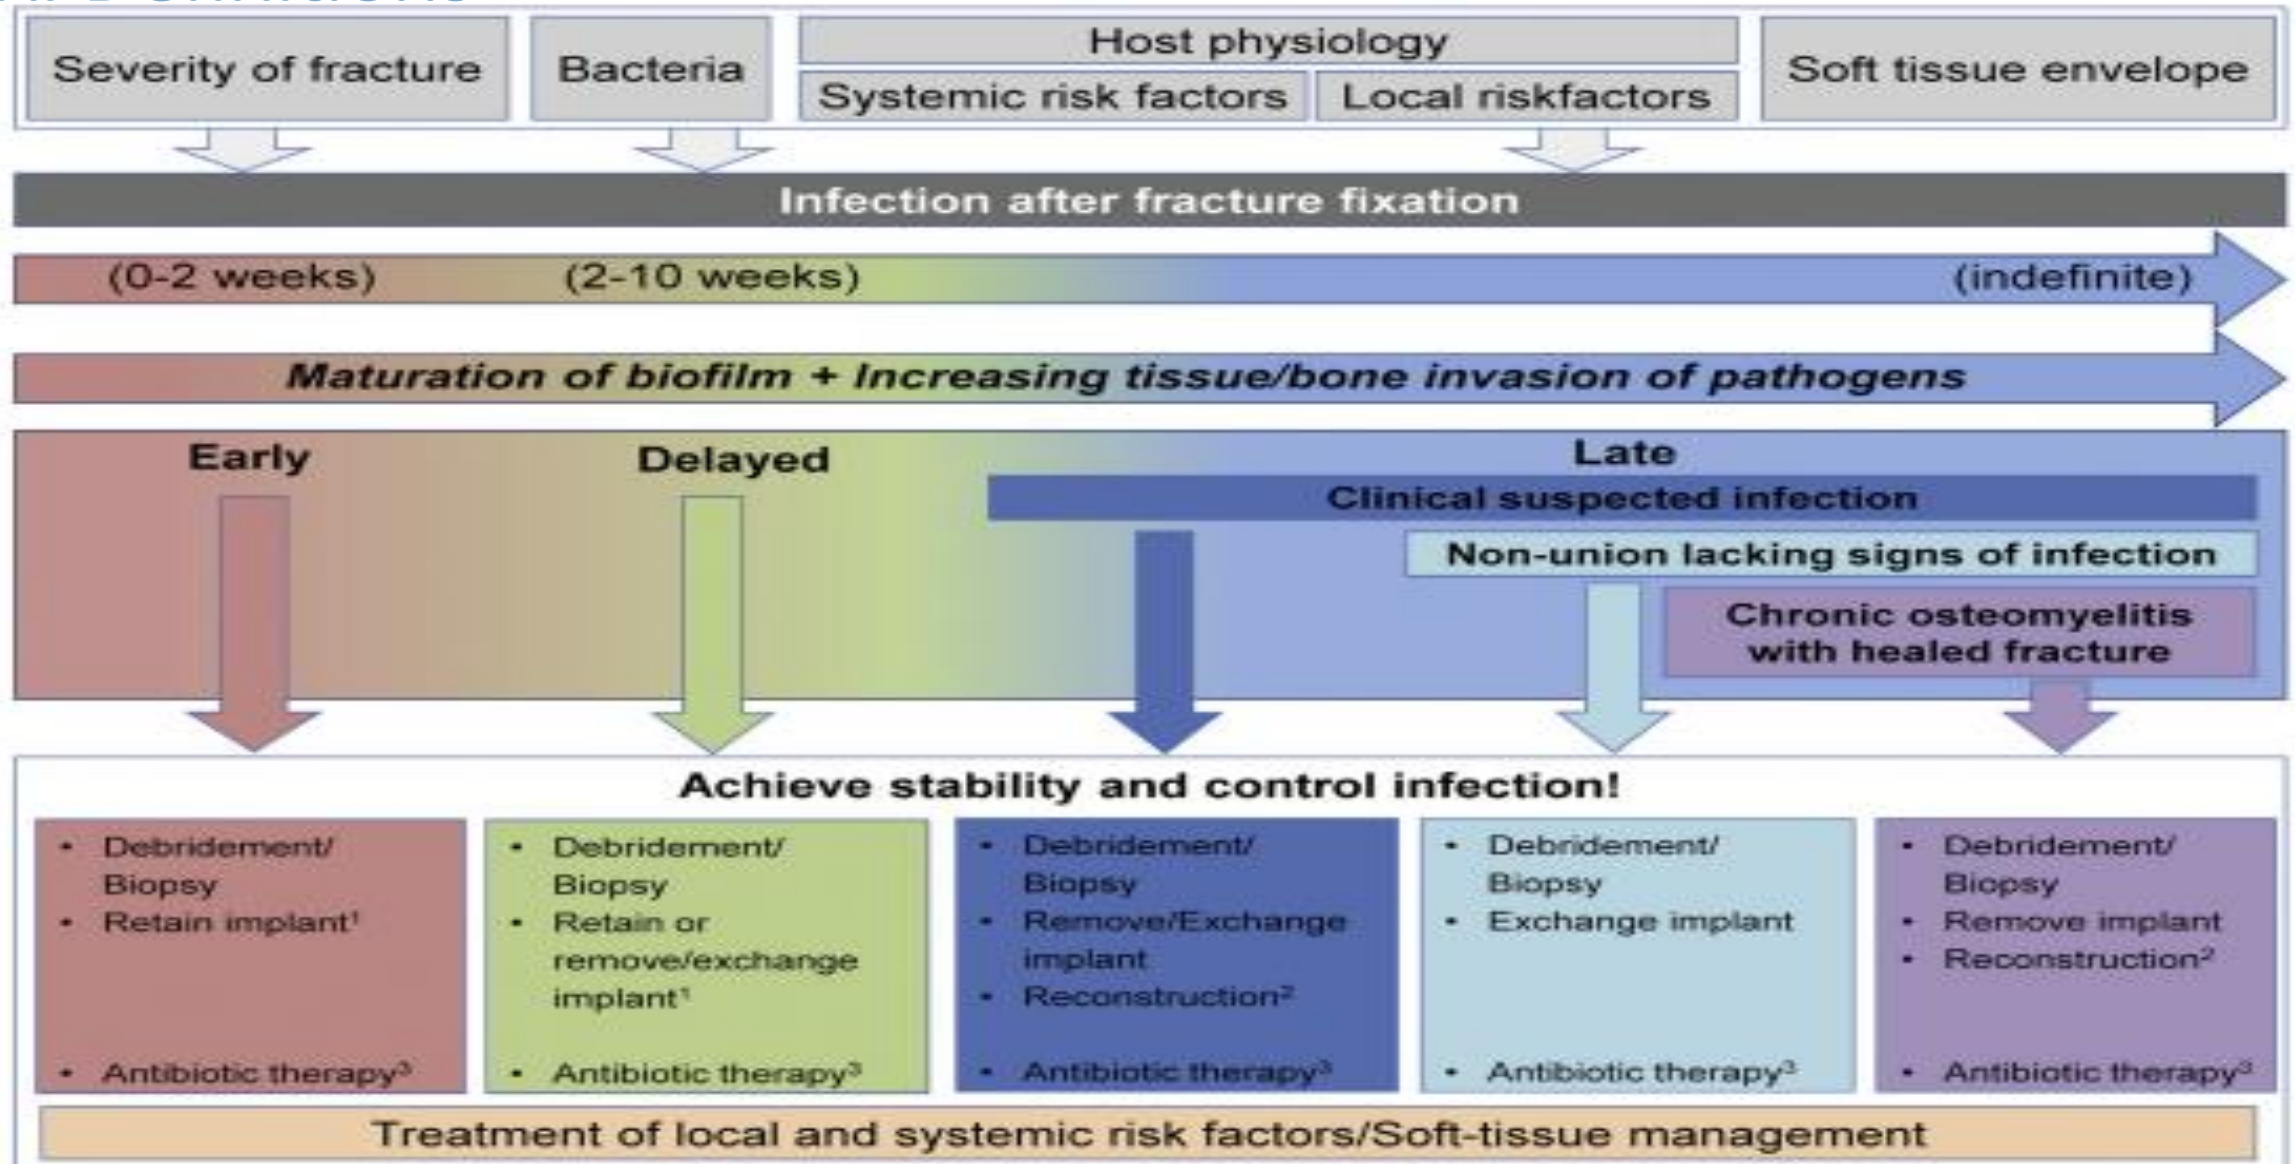 Severity of fracture
Bacteria
Host physiology
Systemic risk factors
Local riskfactors
Soft tissue envelope
Infection after fracture fixation
(0-2 weeks)
(2-10 weeks)
(indefinite)
Maturation of biofilm + Increasing tissue/bone invasion of pathogens
Early
Delayed
Late
Clinical suspected infection
Non-union lacking signs of infection
Chronic osteomyelitis
with healed fracture
Achieve stability and control infection!
• Debridement/
Biopsy
• Retain implant¹
• Antibiotic therapy³
• Debridement/
Biopsy
• Retain or
remove/exchange
implant¹
• Antibiotic therapy³
• Debridement/
Biopsy
• Remove/Exchange
implant
• Reconstruction²
• Antibiotic therapy³
• Debridement/
Biopsy
• Exchange implant
• Antibiotic therapy³
• Debridement/
Biopsy
• Remove implant
• Reconstruction²
• Antibiotic therapy³
Treatment of local and systemic risk factors/Soft-tissue management